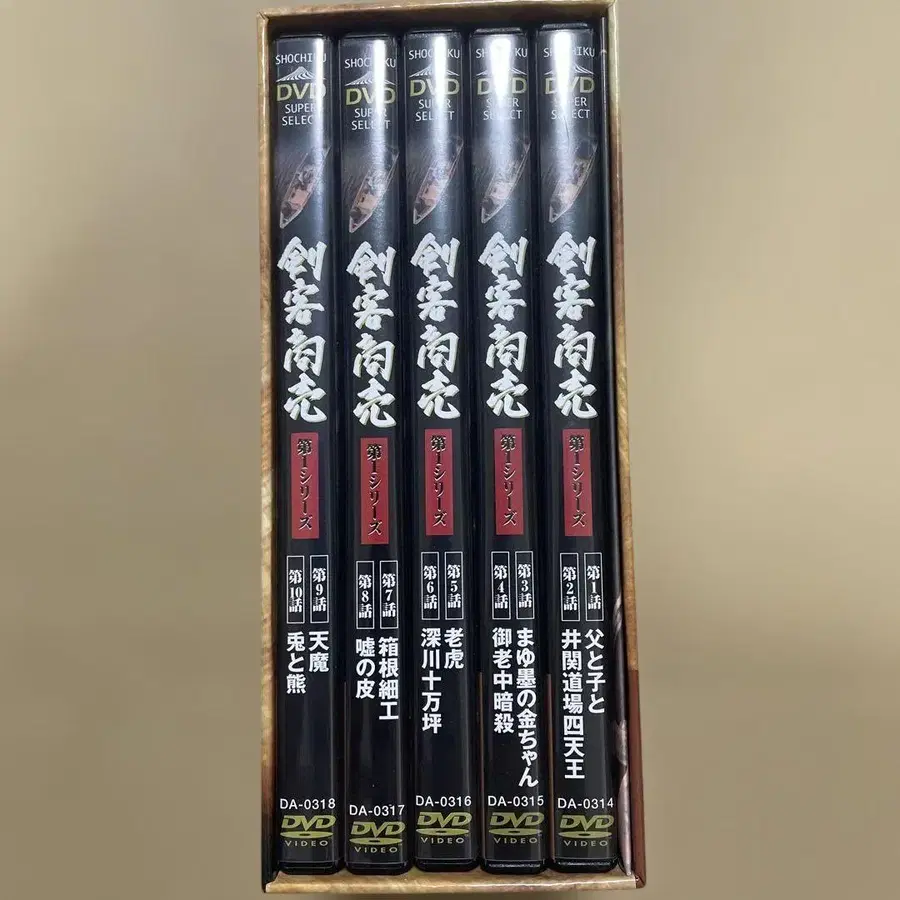 SHOCHIKU
DVD
SUPER
SELECT
剣客商売
第1シリーズ
第9話 天魔
第10話 兎と熊
DA-0318
DVD
VIDEO
SHOCHIKU
DVD
SUPER
SELECT
剣客商売
第1シリーズ
第7話 箱根細工
第8話 嘘の皮
DA-0317
DVD
VIDEO
SHOCHIKU
DVD
SUPER
SELECT
剣客商売
第1シリーズ
第5話 老虎
第6話 深川十万坪
DA-0316
DVD
VIDEO
SHOCHIKU
DVD
SUPER
SELECT
剣客商売
第1シリーズ
第3話 まゆ墨の金ちゃん
第4話 御老中暗殺
DA-0315
DVD
VIDEO
SHOCHIKU
DVD
SUPER
SELECT
剣客商売
第1シリーズ
第1話 父と子と
第2話 井関道場四天王
DA-0314
DVD
VIDEO